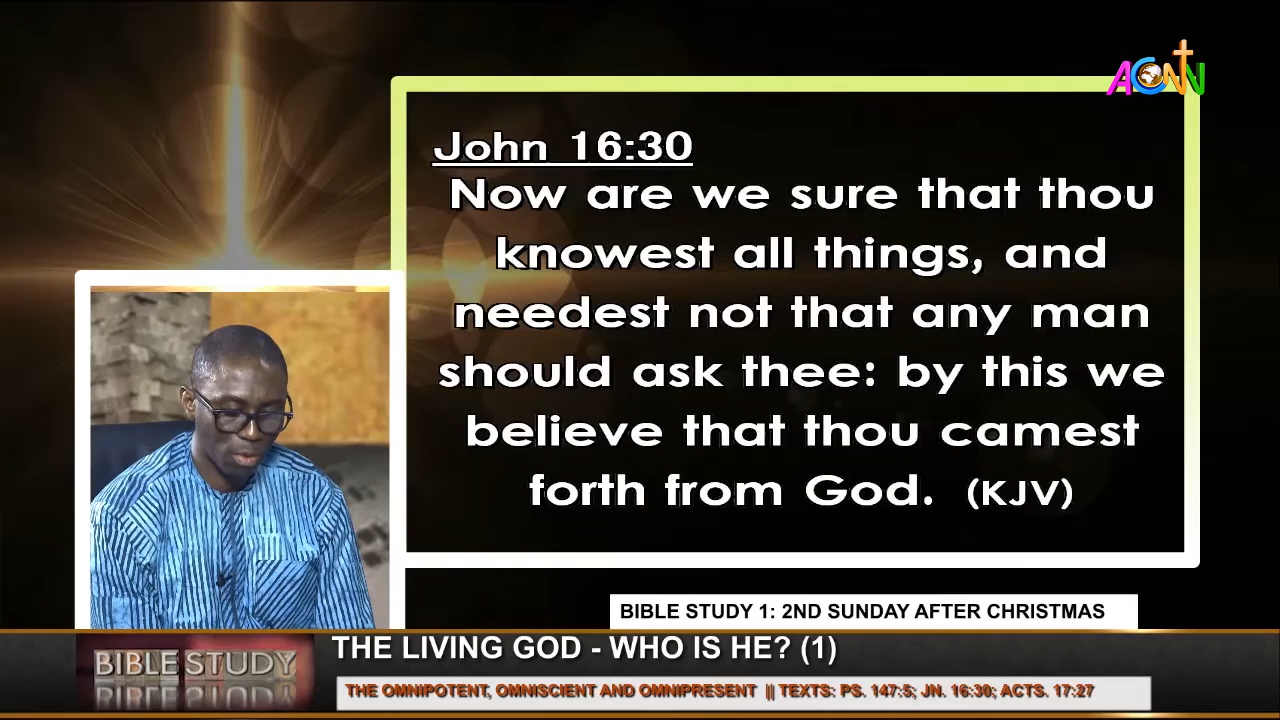 ACNN
John 16:30
Now are we sure that thou
knowest all things, and
needest not that any man
should ask thee: by this we
believe that thou camest
forth from God. (KJV)
BIBLE STUDY 1: 2ND SUNDAY AFTER CHRISTMAS
BIBLE STUDY
THE LIVING GOD - WHO IS HE? (1)
THE OMNIPOTENT, OMNISCIENT AND OMNIPRESENT || TEXTS: PS. 147:5; JN. 16:30; ACTS. 17:27